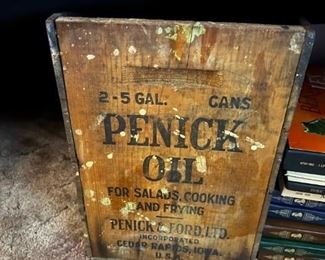 2-5 GAL. CANS
PENICK
OIL
FOR SALADS, COOKING
AND FRYING
PENICK & FORD, LTD.
INCORPORATED
CEDAR RAPIDS, IOWA.
U.S.A.